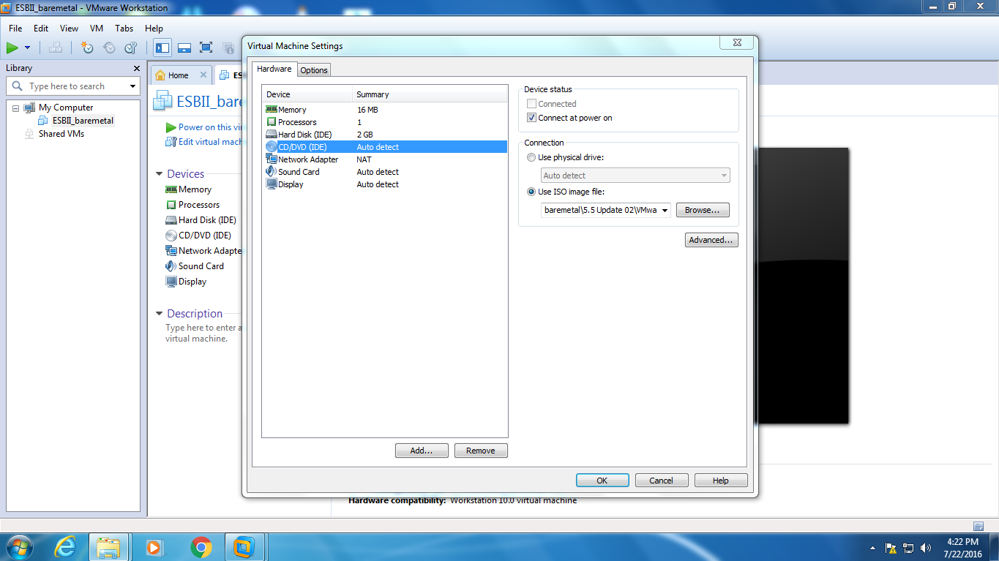 ESBII_baremetal - VMware Workstation
File Edit View VM Tabs Help
Library
Type here to search
My Computer
ESBII_baremetal
Shared VMs
Home
ESBII_bare
Power on this
Edit virtual
Devices
Memory
Processors
Hard Disk (IDE)
CD/DVD (IDE)
Network Adapte
Sound Card
Display
Description
Type here to enter a
virtual machine.
Virtual Machine Settings
Hardware Options
Device Summary
Memory 16 MB
Processors 1
Hard Disk (IDE) 2 GB
CD/DVD (IDE) Auto detect
Network Adapter NAT
Sound Card Auto detect
Display Auto detect
Add... Remove
Device status
Connected
Connect at power on
Connection
Use physical drive:
Auto detect
Use ISO image file:
baremetal\5.5 Update 02\VMwa Browse...
Advanced...
OK Cancel Help
Hardware compatibility: Workstation 10.0 virtual machine
4:22 PM
7/22/2016